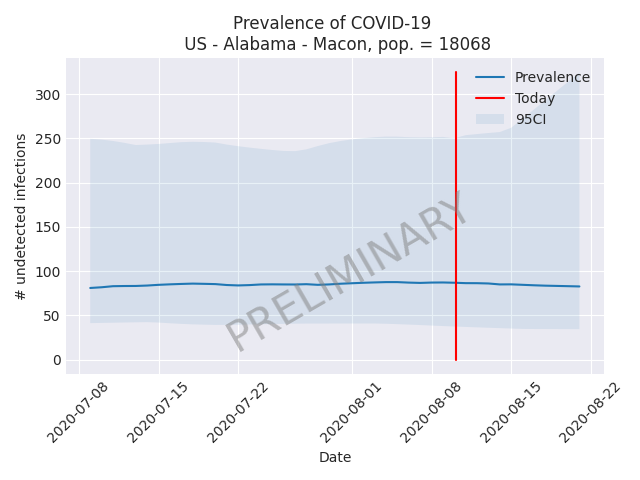 Prevalence of COVID-19
US - Alabama - Macon, pop. = 18068
Prevalence
Today
95CI
300
250
200
150
100
50
0
# undetected infections
PRELIMINARY
2020-07-08
2020-07-15
2020-07-22
2020-08-01
2020-08-08
2020-08-15
2020-08-22
Date